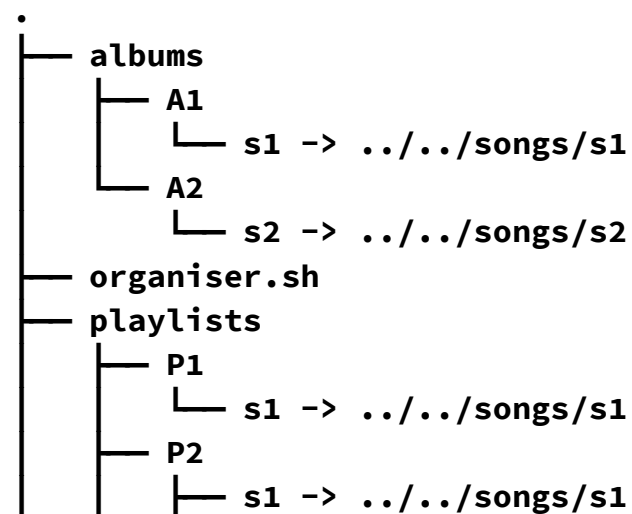 .
├── albums
│   ├── A1
│   │   └── s1 -> ../../songs/s1
│   └── A2
│       └── s2 -> ../../songs/s2
├── organiser.sh
├── playlists
│   ├── P1
│   │   └── s1 -> ../../songs/s1
│   ├── P2
│   │   ├── s1 -> ../../songs/s1